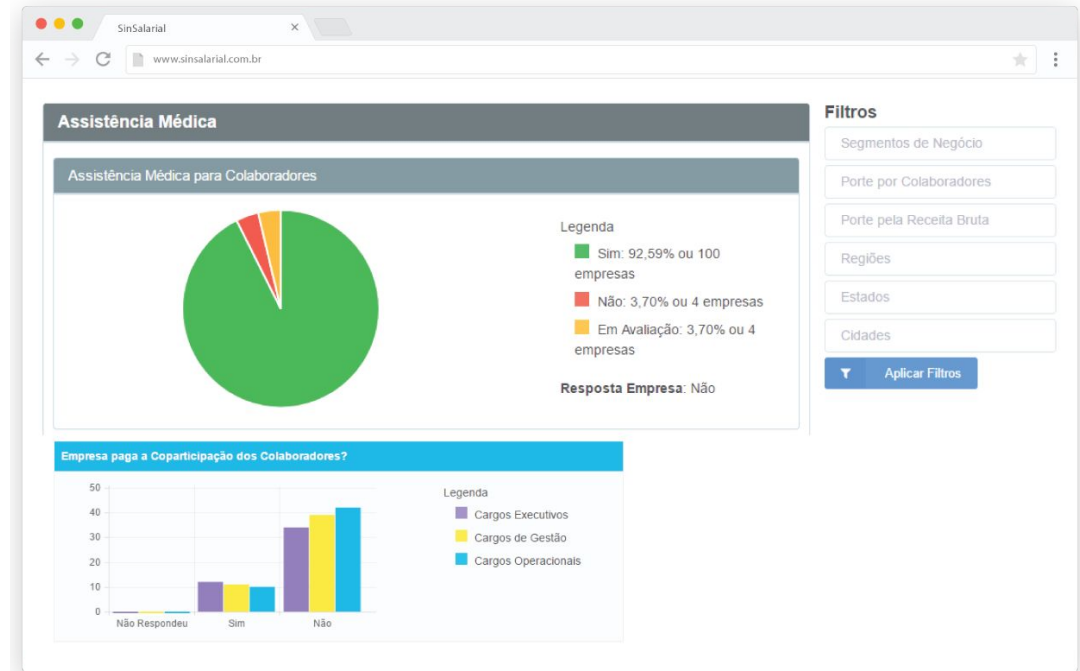 SinSalarial
www.sinsalarial.com.br
Assistência Médica
Assistência Médica para Colaboradores
Legenda
Sim: 92,59% ou 100
empresas
Não: 3,70% ou 4 empresas
Em Avaliação: 3,70% ou 4
empresas
Resposta Empresa: Não
Filtros
Segmentos de Negócio
Porte por Colaboradores
Porte pela Receita Bruta
Regiões
Estados
Cidades
Aplicar Filtros
Empresa paga a Coparticipação dos Colaboradores?
50
40
30
20
10
0
Não Respondeu
Sim
Não
Legenda
Cargos Executivos
Cargos de Gestão
Cargos Operacionais